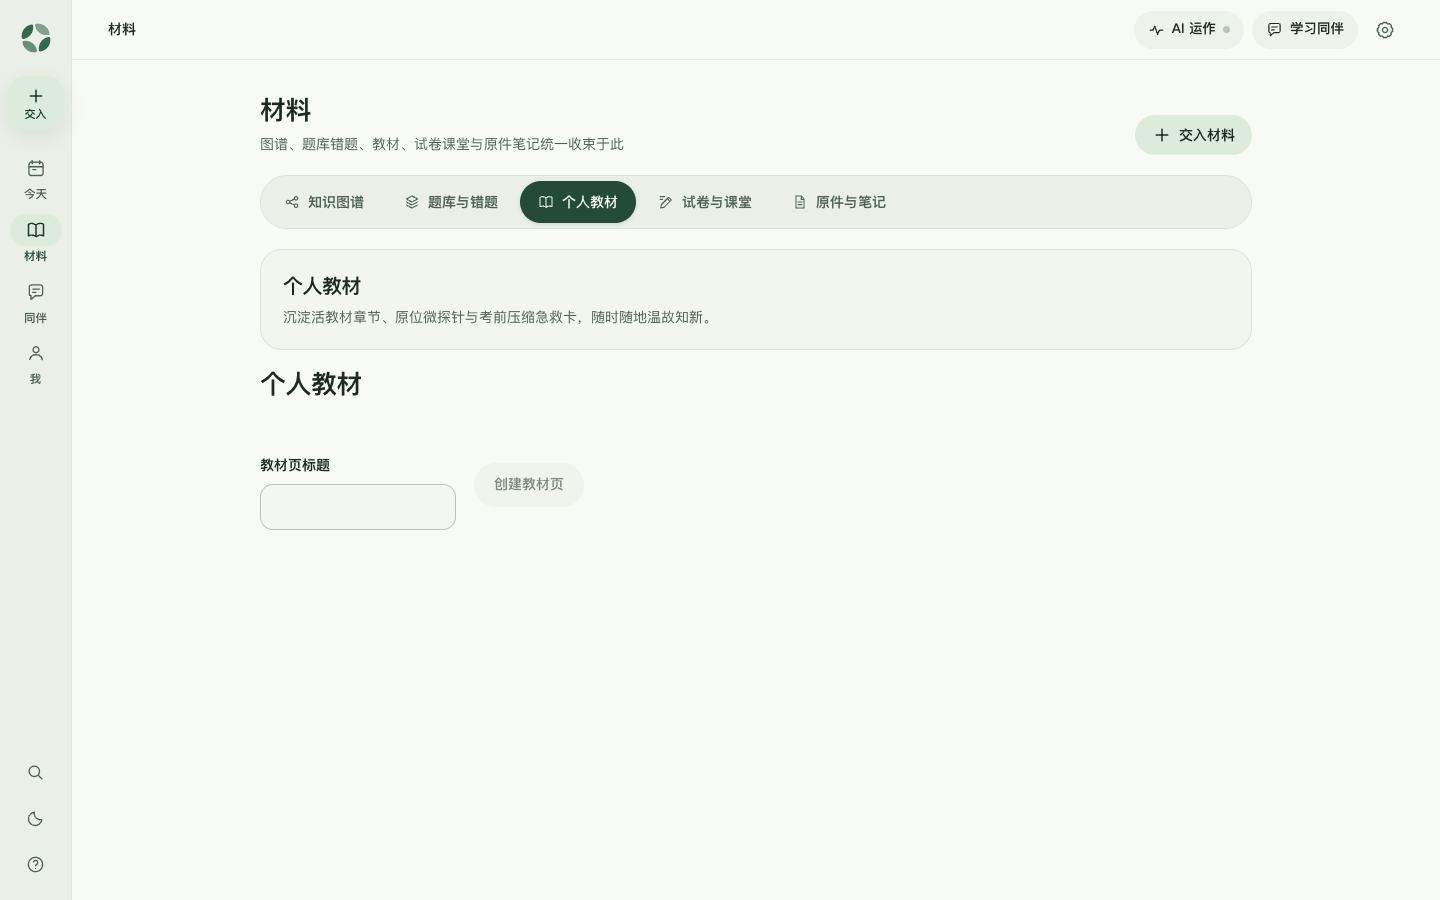 材料
AI 运作
学习同伴
交入
今天
材料
同伴
我
材料
图谱、题库错题、教材、试卷课堂与原件笔记统一收束于此
交入材料
知识图谱
题库与错题
个人教材
试卷与课堂
原件与笔记
个人教材
沉淀活教材章节、原位微探针与考前压缩急救卡，随时随地温故知新。
个人教材
教材页标题
创建教材页